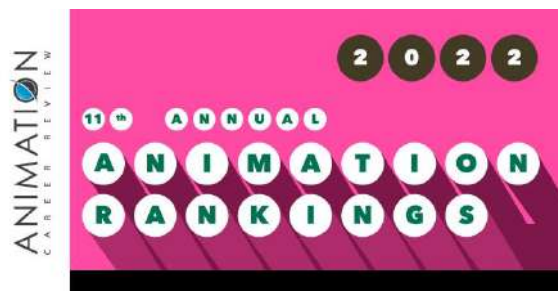 ANIMATION
CAREER REVIEW
2022
11th ANNUAL
ANIMATION
RANKINGS